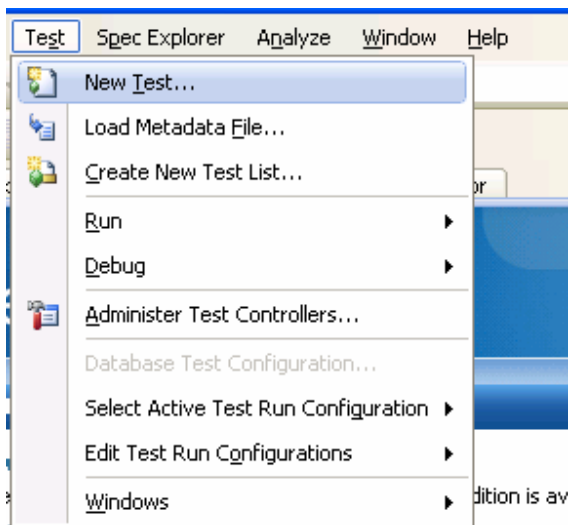 Test Spec Explorer Analyze Window Help
New Test...
Load Metadata File...
Create New Test List...
or
Run
Debug
Administer Test Controllers...
Database Test Configuration...
Select Active Test Run Configuration
Edit Test Run Configurations
Windows
dition is av